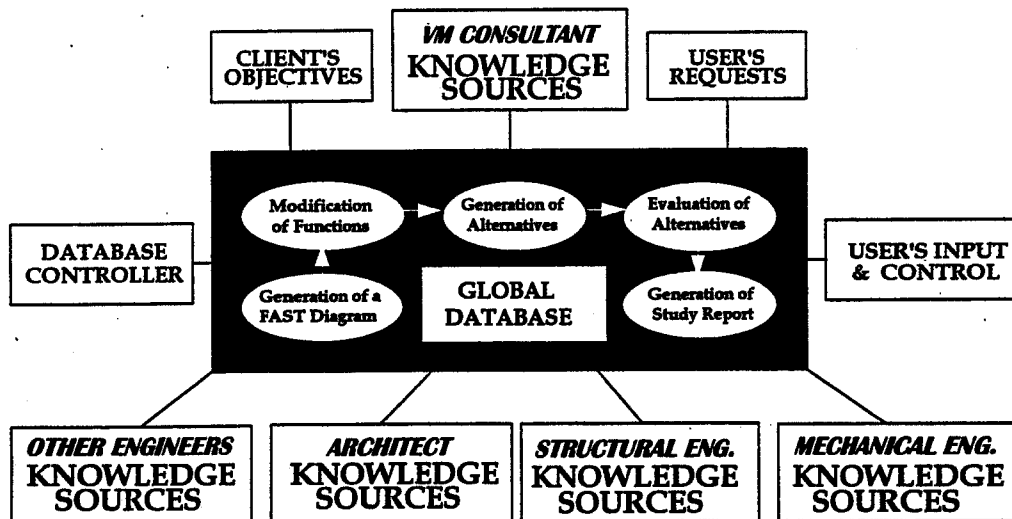 CLIENT'S
OBJECTIVES
VM CONSULTANT
KNOWLEDGE
SOURCES
USER'S
REQUESTS
Modification
of Functions
Generation of
Alternatives
Evaluation of
Alternatives
DATABASE
CONTROLLER
USER'S INPUT
& CONTROL
Generation of a
FAST Diagram
GLOBAL
DATABASE
Generation of
Study Report
OTHER ENGINEERS
KNOWLEDGE
SOURCES
ARCHITECT
KNOWLEDGE
SOURCES
STRUCTURAL ENG.
KNOWLEDGE
SOURCES
MECHANICAL ENG.
KNOWLEDGE
SOURCES